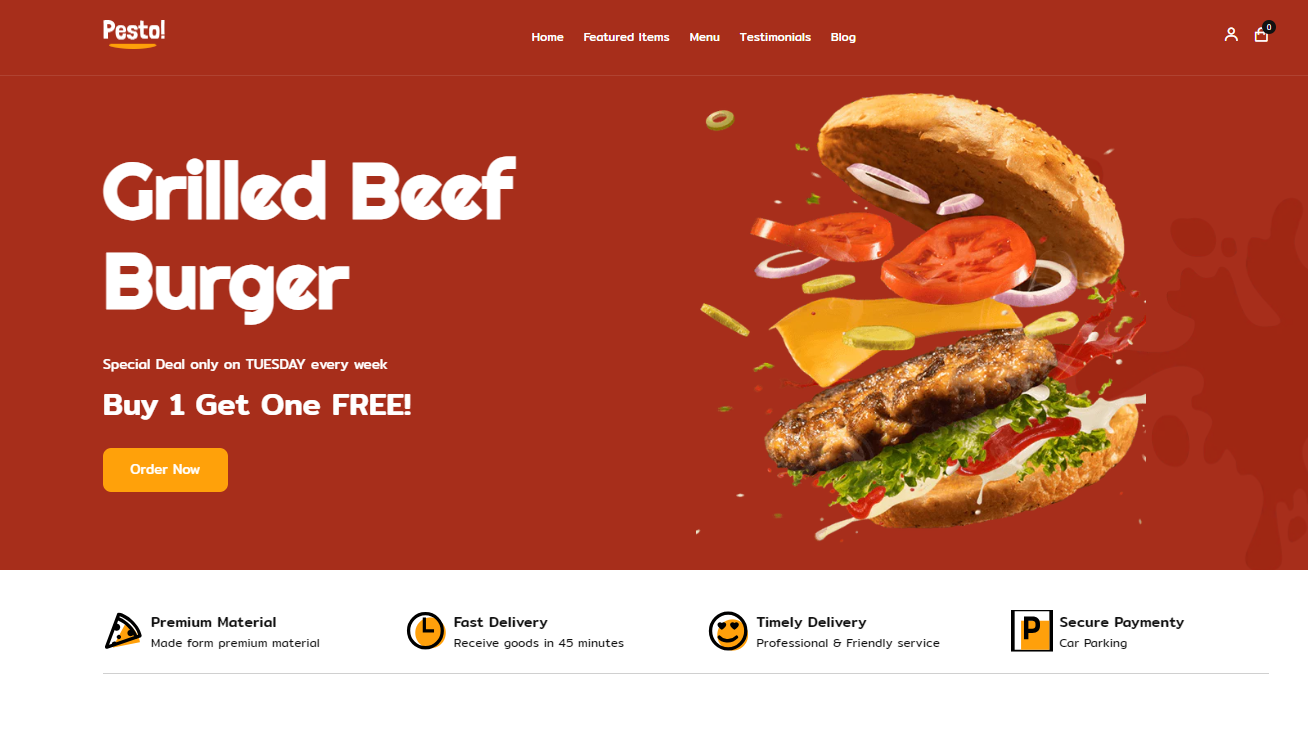 Pesto!
Home Featured Items Menu Testimonials Blog
0
Grilled Beef
Burger
Special Deal only on TUESDAY every week
Buy 1 Get One FREE!
Order Now
Premium Material
Made form premium material
Fast Delivery
Receive goods in 45 minutes
Timely Delivery
Professional & Friendly service
P
Secure Paymenty
Car Parking